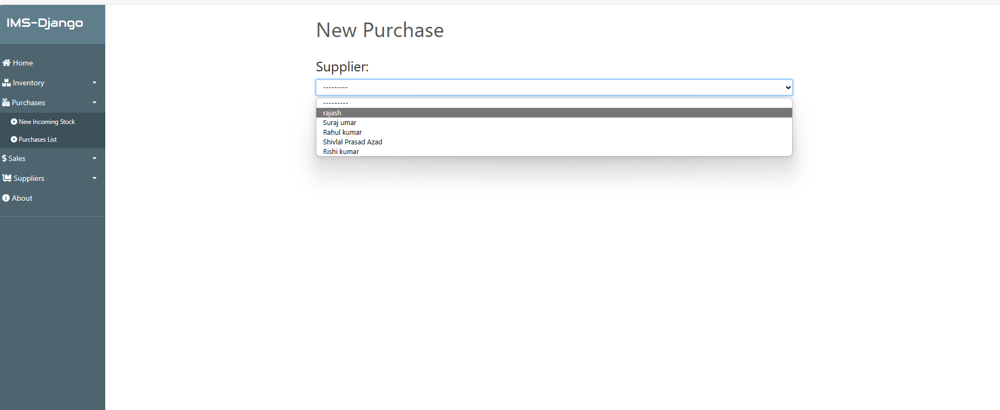 IMS-Django
Home
Inventory
Purchases
New Incoming Stock
Purchases List
Sales
Suppliers
About
New Purchase
Supplier:
---------
---------
rajash
Suraj umar
Rahul kumar
Shivlal Prasad Azad
Rishi kumar